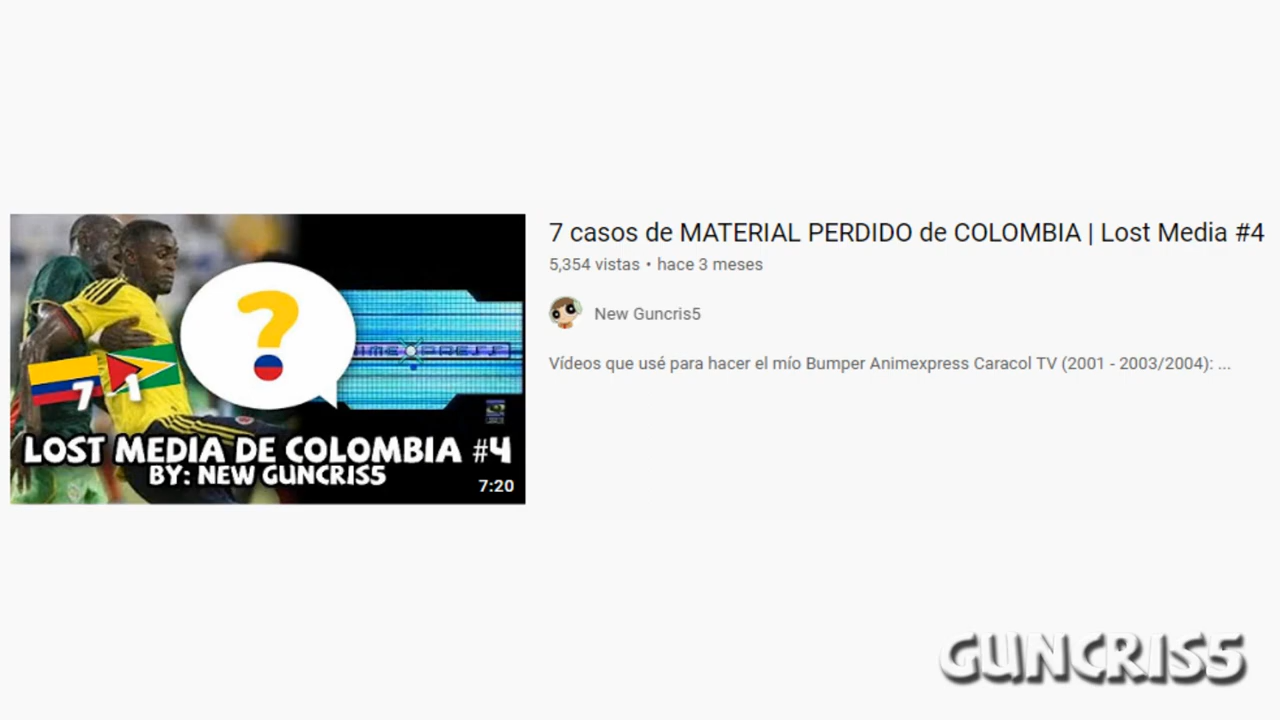 7 casos de MATERIAL PERDIDO de COLOMBIA | Lost Media #4
5,354 vistas • hace 3 meses
New Guncris5
Vídeos que usé para hacer el mío Bumper Animexpress Caracol TV (2001 - 2003/2004): ...
?
7 1
LOST MEDIA DE COLOMBIA #4
BY: NEW GUNCRIS5
7:20
GUNCRIS5